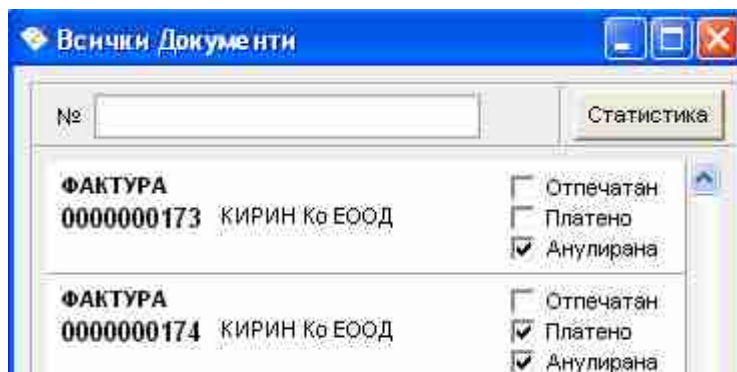 Всички Документи
№ Статистика
ФАКТУРА
0000000173 КИРИН Ко ЕООД
Отпечатан
Платено
Анулирана
ФАКТУРА
0000000174 КИРИН Ко ЕООД
Отпечатан
Платено
Анулирана